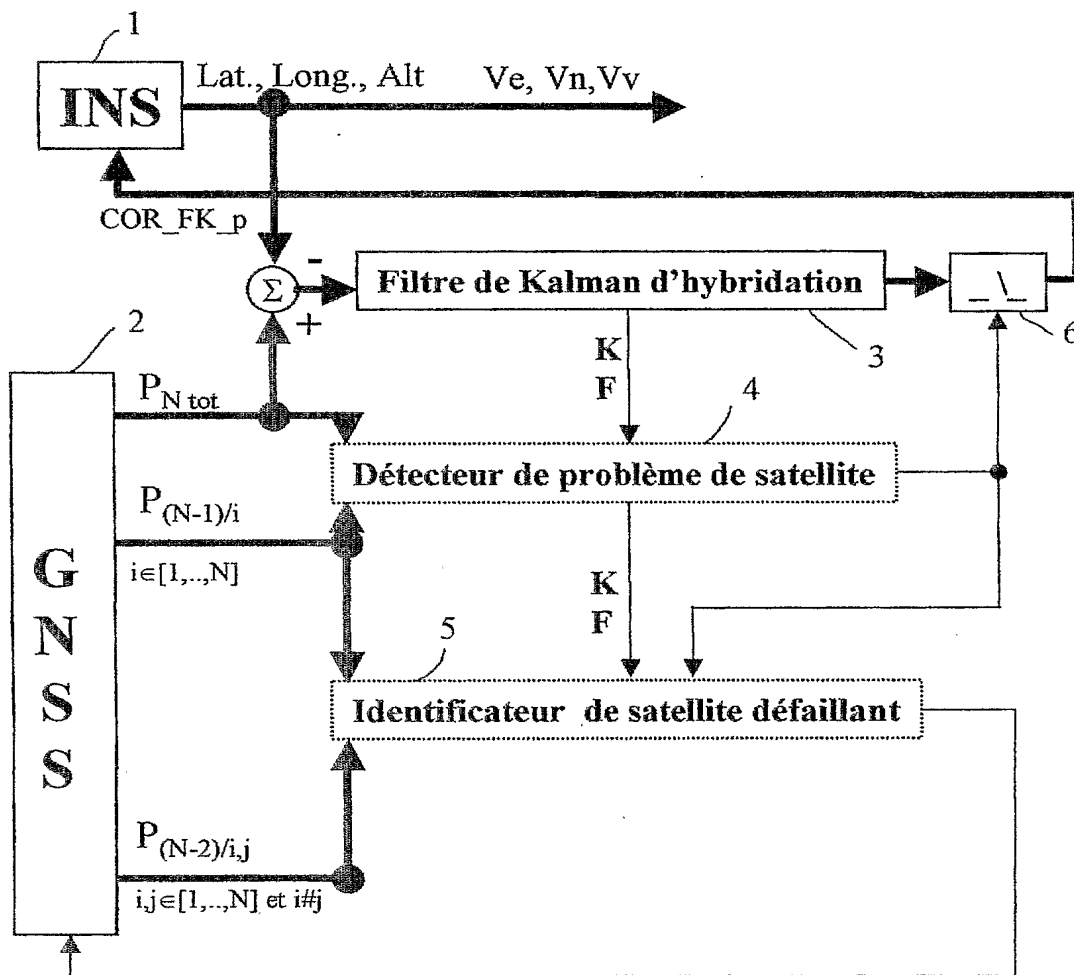 1
Lat., Long., Alt
Ve, Vn,Vv
INS
COR_FK_p
-
Σ
+
Filtre de Kalman d'hybridation
_ \ _
2
3
6
K
F
P_N tot
4
Détecteur de problème de satellite
P_(N-1)/i
i∈[1,..,N]
G
N
S
S
K
F
5
Identificateur de satellite défaillant
P_(N-2)/i,j
i,j∈[1,..,N] et i#j